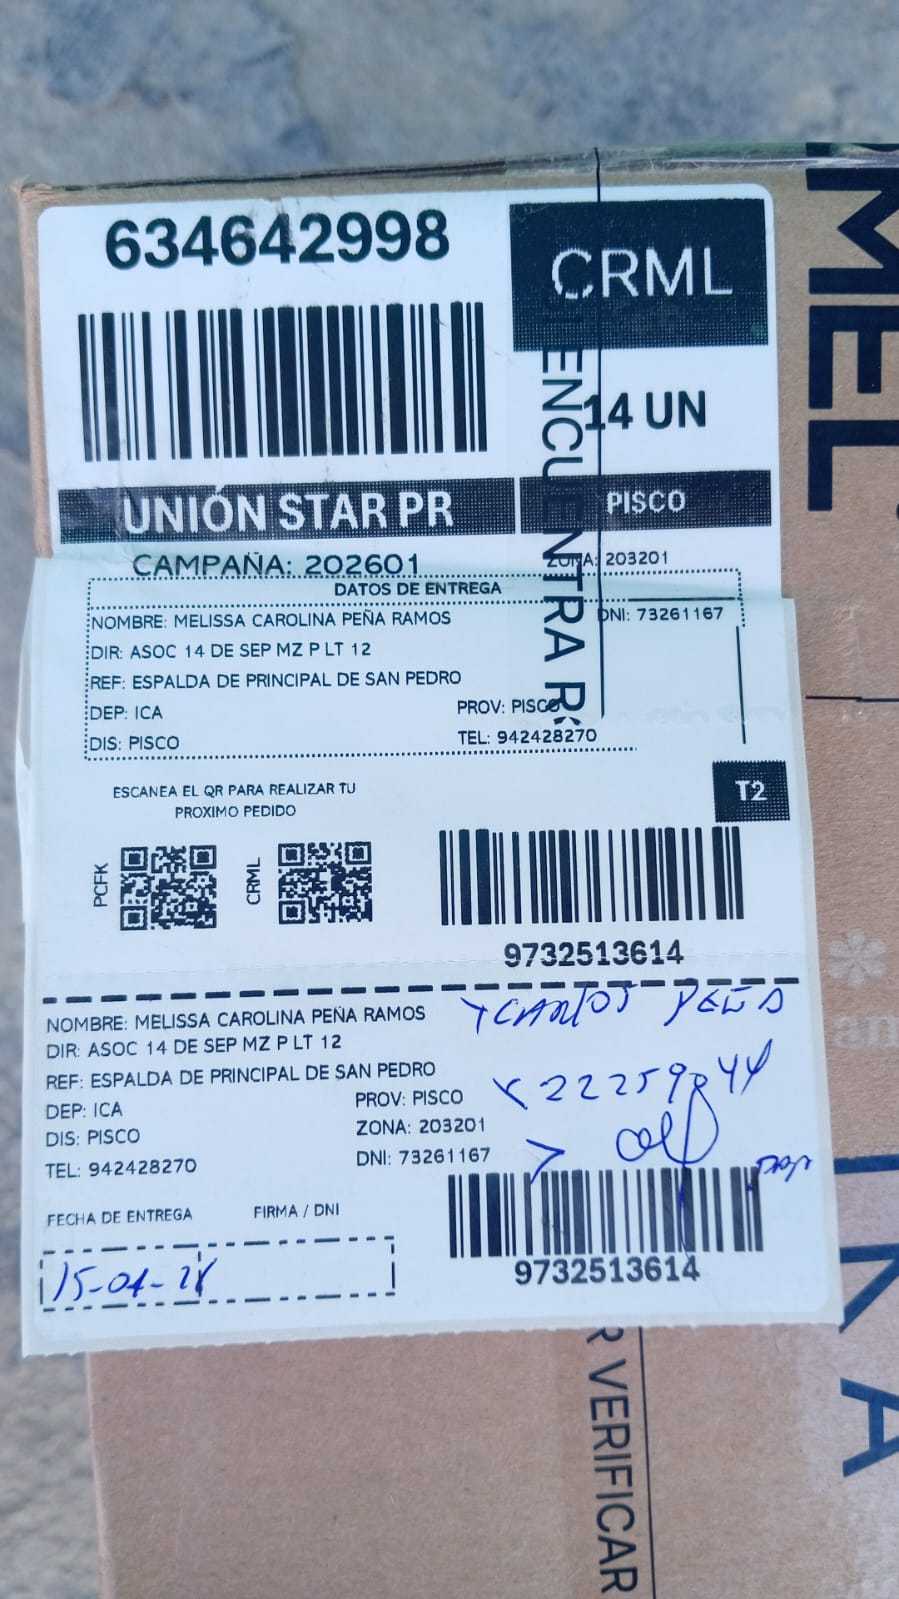 634642998
CRML
14 UN
UNIÓN STAR PR
PISCO
CAMPAÑA: 202601
ZONA: 203201
DATOS DE ENTREGA
NOMBRE: MELISSA CAROLINA PEÑA RAMOS
DNI: 73261167
DIR: ASOC 14 DE SEP MZ P LT 12
REF: ESPALDA DE PRINCIPAL DE SAN PEDRO
DEP: ICA
PROV: PISCO
DIS: PISCO
TEL: 942428270
ENCUENTRA
ESCANEA EL QR PARA REALIZAR TU
PROXIMO PEDIDO
T2
PCFK
CRML
9732513614
NOMBRE: MELISSA CAROLINA PEÑA RAMOS
CARLOS PEÑA
DIR: ASOC 14 DE SEP MZ P LT 12
REF: ESPALDA DE PRINCIPAL DE SAN PEDRO
DEP: ICA
PROV: PISCO
DIS: PISCO
ZONA: 203201
TEL: 942428270
DNI: 73261167
FECHA DE ENTREGA
FIRMA / DNI
9732513614
MEL
KA
R VERIFICAR